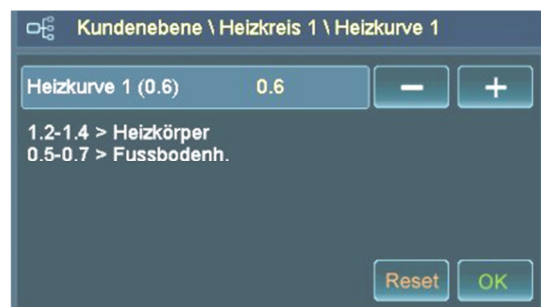 Kundenebene \ Heizkreis 1 \ Heizkurve 1
Heizkurve 1 (0.6) 0.6 − +
1.2-1.4 > Heizkörper
0.5-0.7 > Fussbodenh.
Reset OK